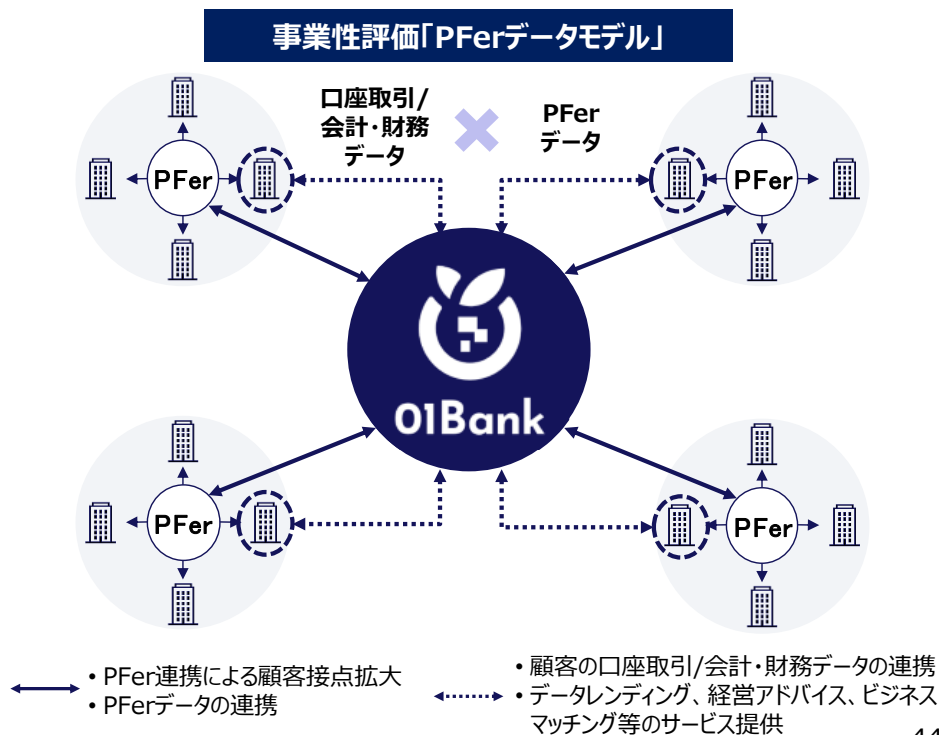 事業性評価「PFerデータモデル」
口座取引/
会計・財務
データ
PFer
データ
PFer
PFer
01Bank
PFer
PFer
• PFer連携による顧客接点拡大
• PFerデータの連携
• 顧客の口座取引/会計・財務データの連携
• データレンディング、経営アドバイス、ビジネス
マッチング等のサービス提供